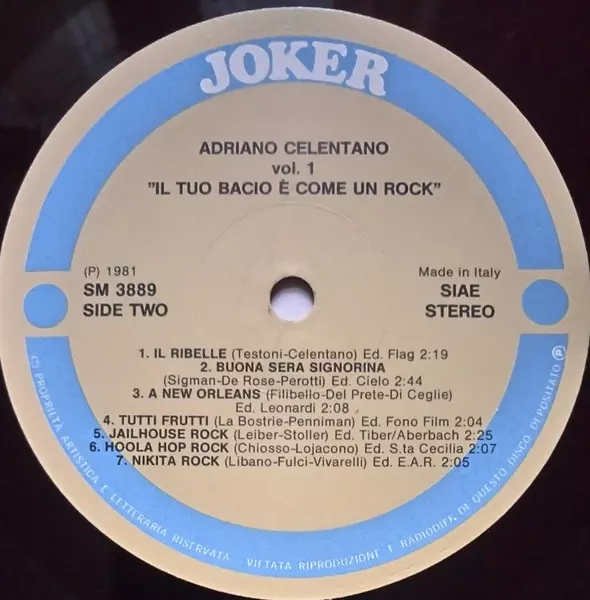 JOKER
ADRIANO CELENTANO
vol. 1
"IL TUO BACIO È COME UN ROCK"
(P) 1981
SM 3889
SIDE TWO
Made in Italy
SIAE
STEREO
1. IL RIBELLE (Testoni-Celentano) Ed. Flag 2:19
2. BUONA SERA SIGNORINA
(Sigman-De Rose-Perotti) Ed. Cielo 2:44
3. A NEW ORLEANS (Filibello-Del Prete-Di Ceglie)
Ed. Leonardi 2:08
4. TUTTI FRUTTI (La Bostrie-Penniman) Ed. Fono Film 2:04
5. JAILHOUSE ROCK (Leiber-Stoller) Ed. Tiber/Aberbach 2:25
6. HOOLA HOP ROCK (Chiosso-Lojacono) Ed. S.ta Cecilia 2:07
7. NIKITA ROCK (Libano-Fulci-Vivarelli) Ed. E.A.R. 2:05
(C) PROPRIETÀ ARTISTICA E LETTERARIA RISERVATA - VIETATA RIPRODUZIONE E RADIODIFF. DI QUESTO DISCO DEPOSITATO (P)